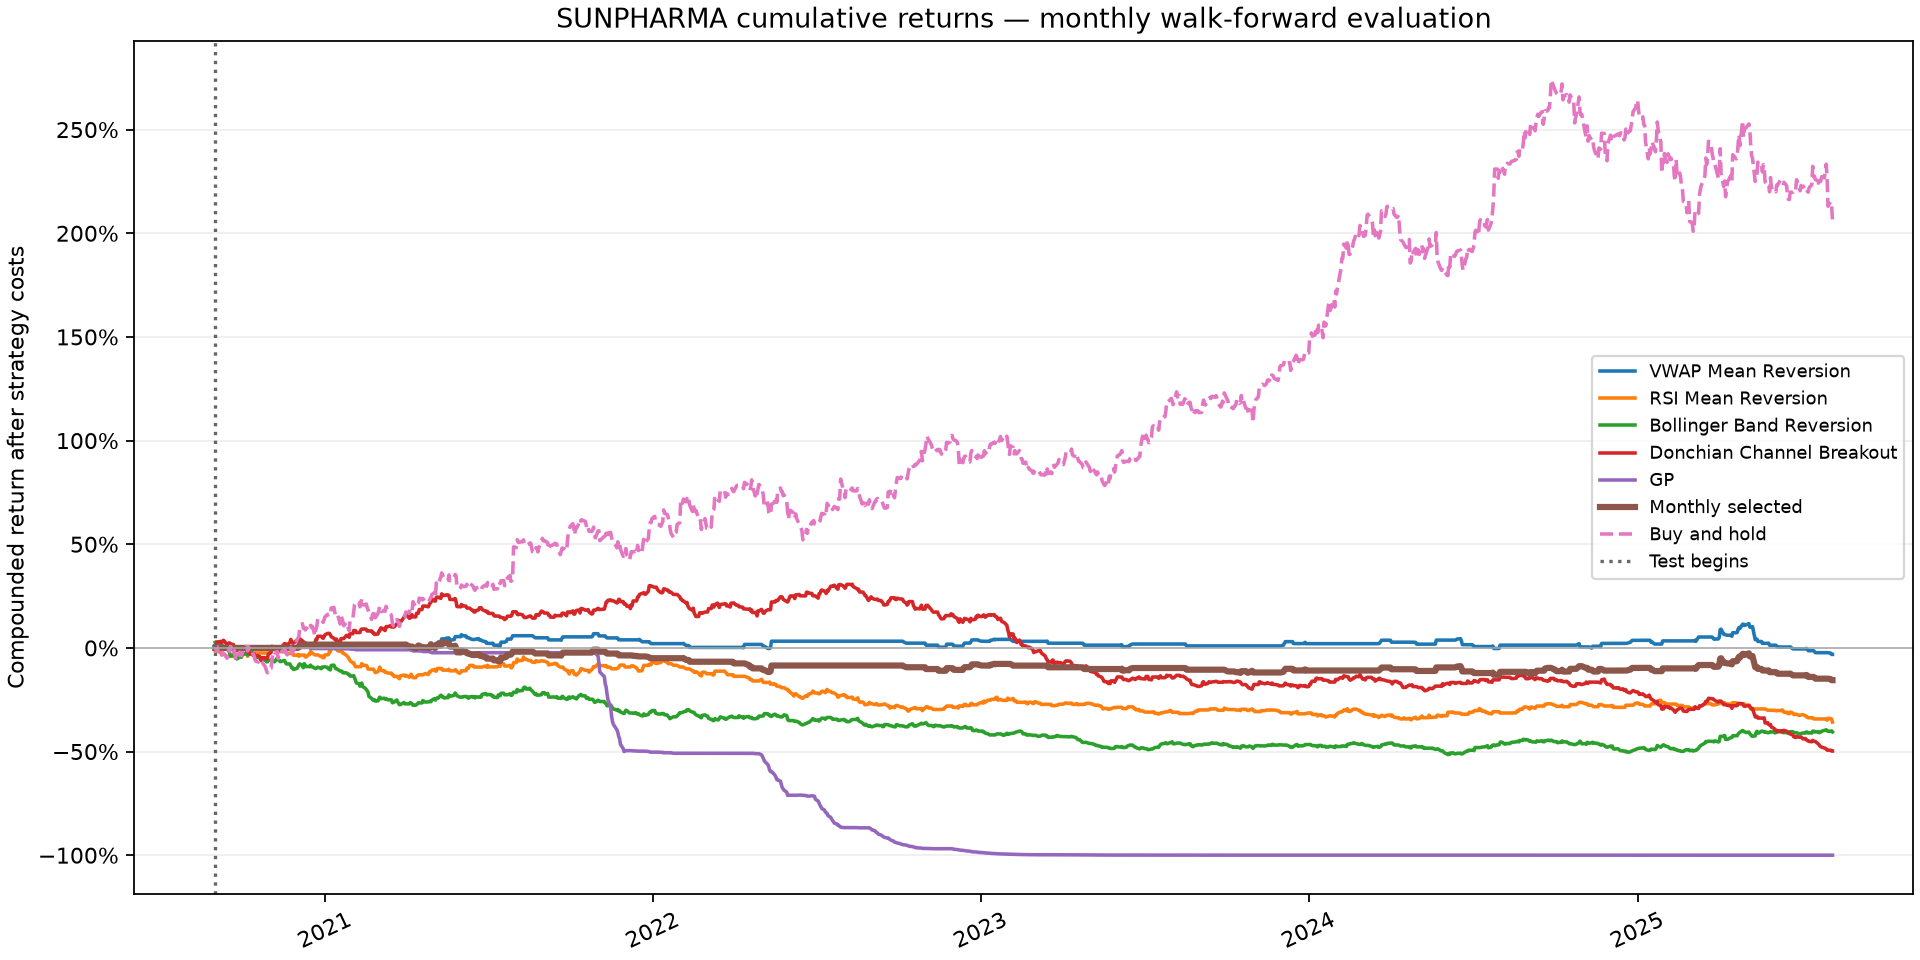 SUNPHARMA cumulative returns — monthly walk-forward evaluation
Compounded return after strategy costs
250%
200%
150%
100%
50%
0%
−50%
−100%
2021
2022
2023
2024
2025
VWAP Mean Reversion
RSI Mean Reversion
Bollinger Band Reversion
Donchian Channel Breakout
GP
Monthly selected
Buy and hold
Test begins